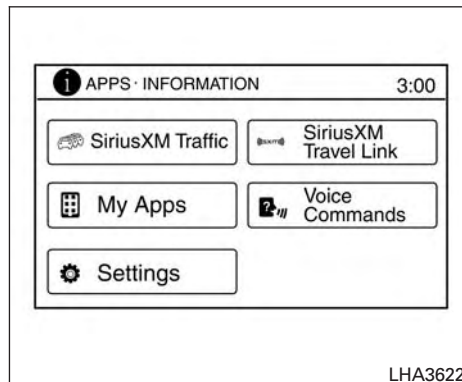 i APPS · INFORMATION 3:00
SiriusXM Traffic
SiriusXM
Travel Link
My Apps
Voice
Commands
Settings
LHA3622